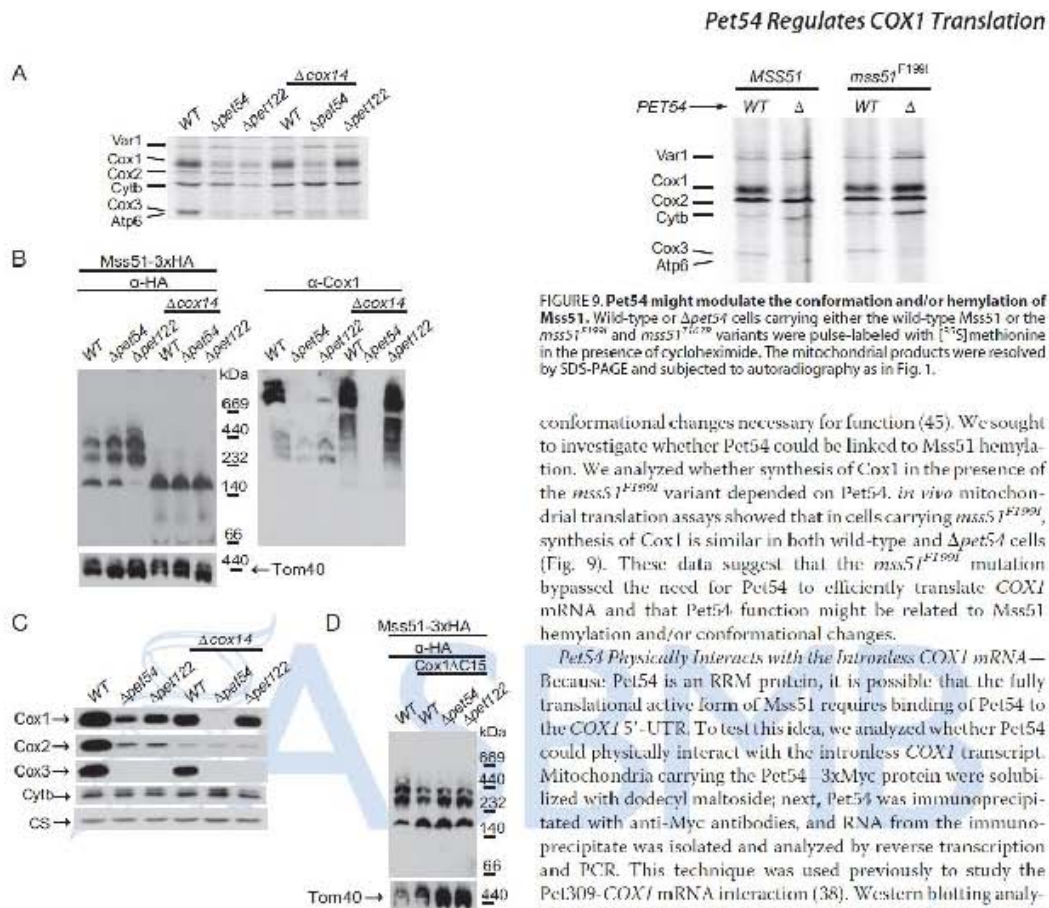 Pet54 Regulates COX1 Translation
A
Δcox14
WT Δpet54 Δpet122 WT Δpet54 Δpet122
Var1
Cox1
Cox2
Cytb
Cox3
Atp6
B
Mss51-3xHA
α-HA
Δcox14
WT Δpet54 Δpet122 WT Δpet54 Δpet122
kDa
669
440
232
140
66
440
←Tom40
α-Cox1
Δcox14
WT Δpet54 Δpet122 WT Δpet54 Δpet122
C
Δcox14
WT Δpet54 Δpet122 WT Δpet54 Δpet122
Cox1→
Cox2→
Cox3→
Cytb→
CS→
D
Mss51-3xHA
α-HA
Cox1ΔC15
WT WT Δpet54 Δpet122
kDa
669
440
232
140
66
Tom40→
440
MSS51 mss51F199I
PET54 → WT Δ WT Δ
Var1
Cox1
Cox2
Cytb
Cox3
Atp6
FIGURE 9. Pet54 might modulate the conformation and/or hemylation of
Mss51. Wild-type or Δpet54 cells carrying either the wild-type Mss51 or the
mss51F199I and variants were pulse-labeled with [35S]methionine
in the presence of cycloheximide. The mitochondrial products were resolved
by SDS-PAGE and subjected to autoradiography as in Fig. 1.
conformational changes necessary for function (45). We sought
to investigate whether Pet54 could be linked to Mss51 hemyla-
tion. We analyzed whether synthesis of Cox1 in the presence of
the mss51F199I variant depended on Pet54. in vivo mitochon-
drial translation assays showed that in cells carrying mss51F199I,
synthesis of Cox1 is similar in both wild-type and Δpet54 cells
(Fig. 9). These data suggest that the mss51F199I mutation
bypassed the need for Pet54 to efficiently translate COX1
mRNA and that Pet54 function might be related to Mss51
hemylation and/or conformational changes.
Pet54 Physically Interacts with the Intronless COX1 mRNA—
Because Pet54 is an RRM protein, it is possible that the fully
translational active form of Mss51 requires binding of Pet54 to
the COX1 5′-UTR. To test this idea, we analyzed whether Pet54
could physically interact with the intronless COX1 transcript.
Mitochondria carrying the Pet54-3xMyc protein were solubi-
lized with dodecyl maltoside; next, Pet54 was immunoprecipi-
tated with anti-Myc antibodies, and RNA from the immuno-
precipitate was isolated and analyzed by reverse transcription
and PCR. This technique was used previously to study the
Pet309-COX1 mRNA interaction (38). Western blotting analy-
ASBMB